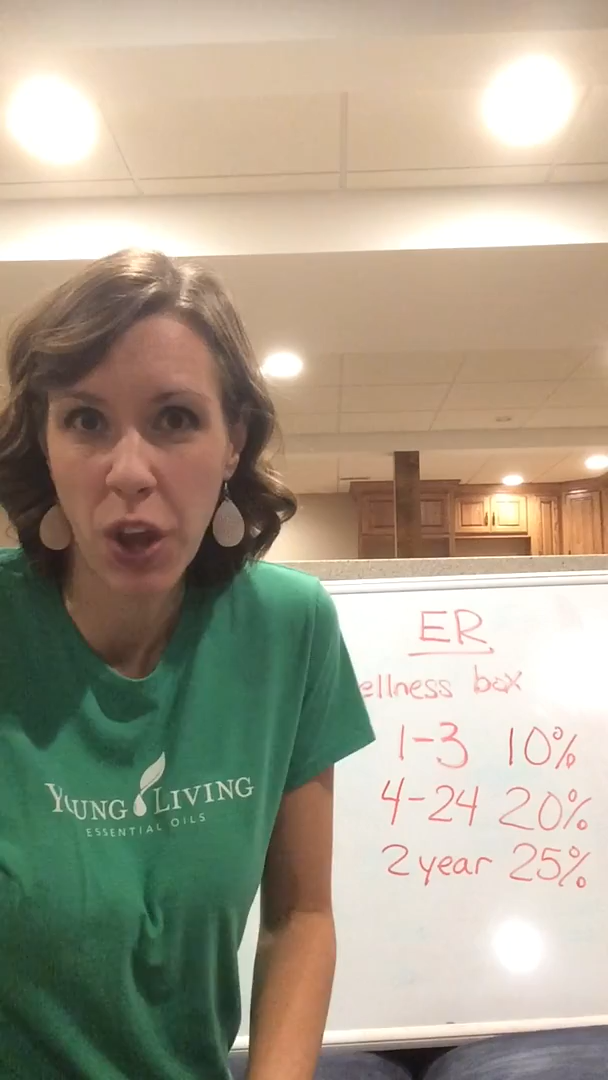 YOUNG LIVING
ESSENTIAL OILS
ER
ellness box
1-3 10%
4-24 20%
2 year 25%